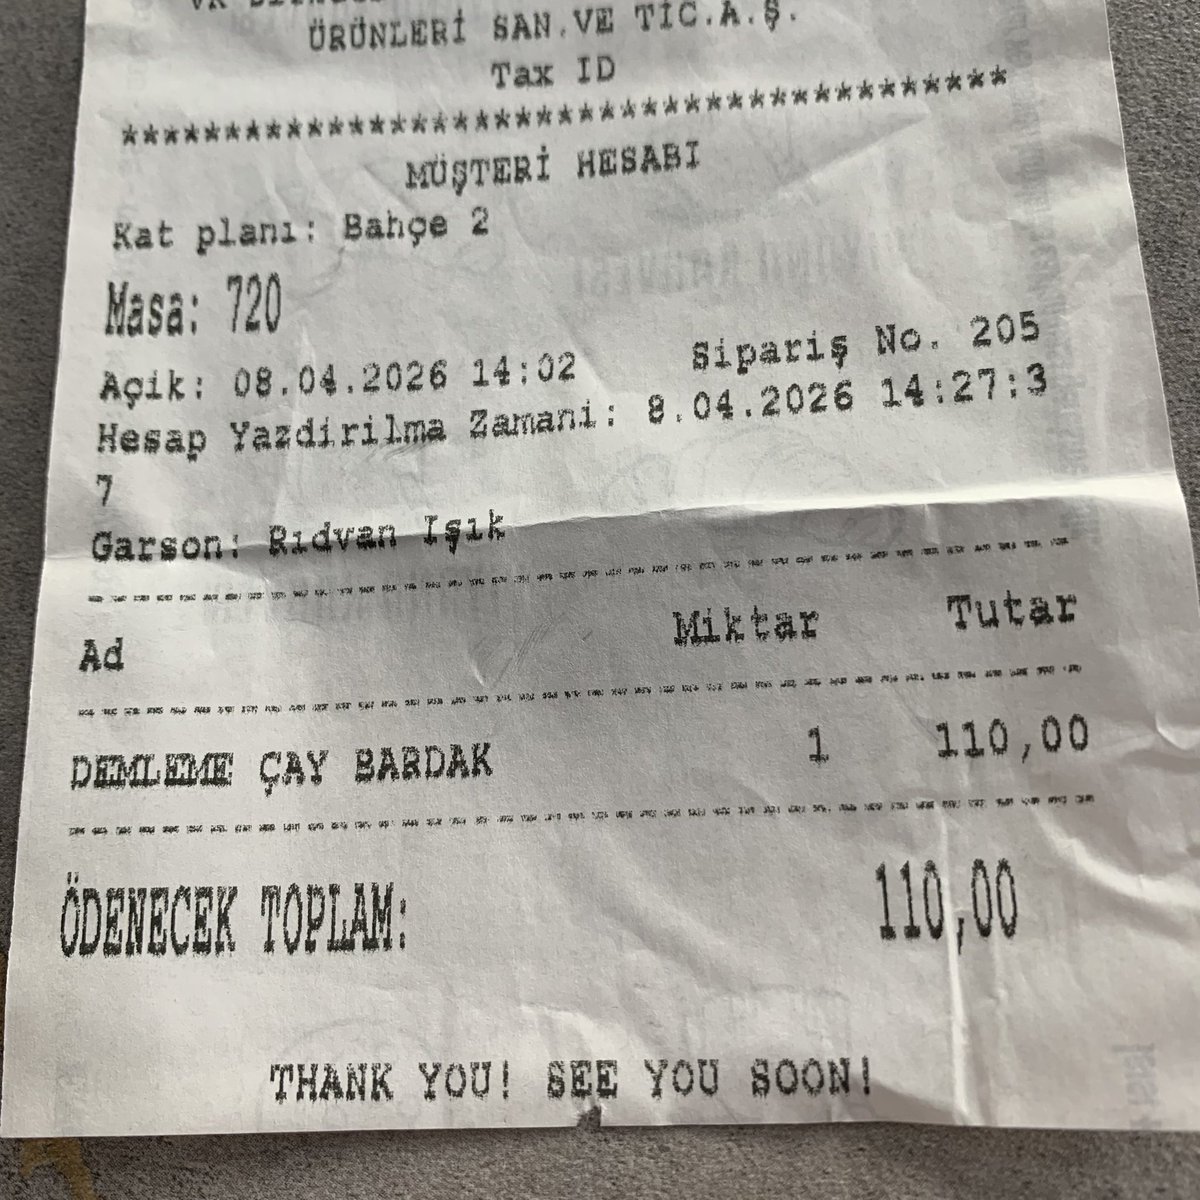 ÜRÜNLERİ SAN.VE TİC.A.Ş.
Tax ID
*******************************************
MÜŞTERİ HESABI
Kat planı: Bahçe 2
Masa: 720
Açik: 08.04.2026 14:02 Sipariş No. 205
Hesap Yazdirilma Zamani: 8.04.2026 14:27:3
7
Garson: Rıdvan Işık
Ad Miktar Tutar
DEMLEME ÇAY BARDAK 1 110,00
ÖDENECEK TOPLAM: 110,00
THANK YOU! SEE YOU SOON!